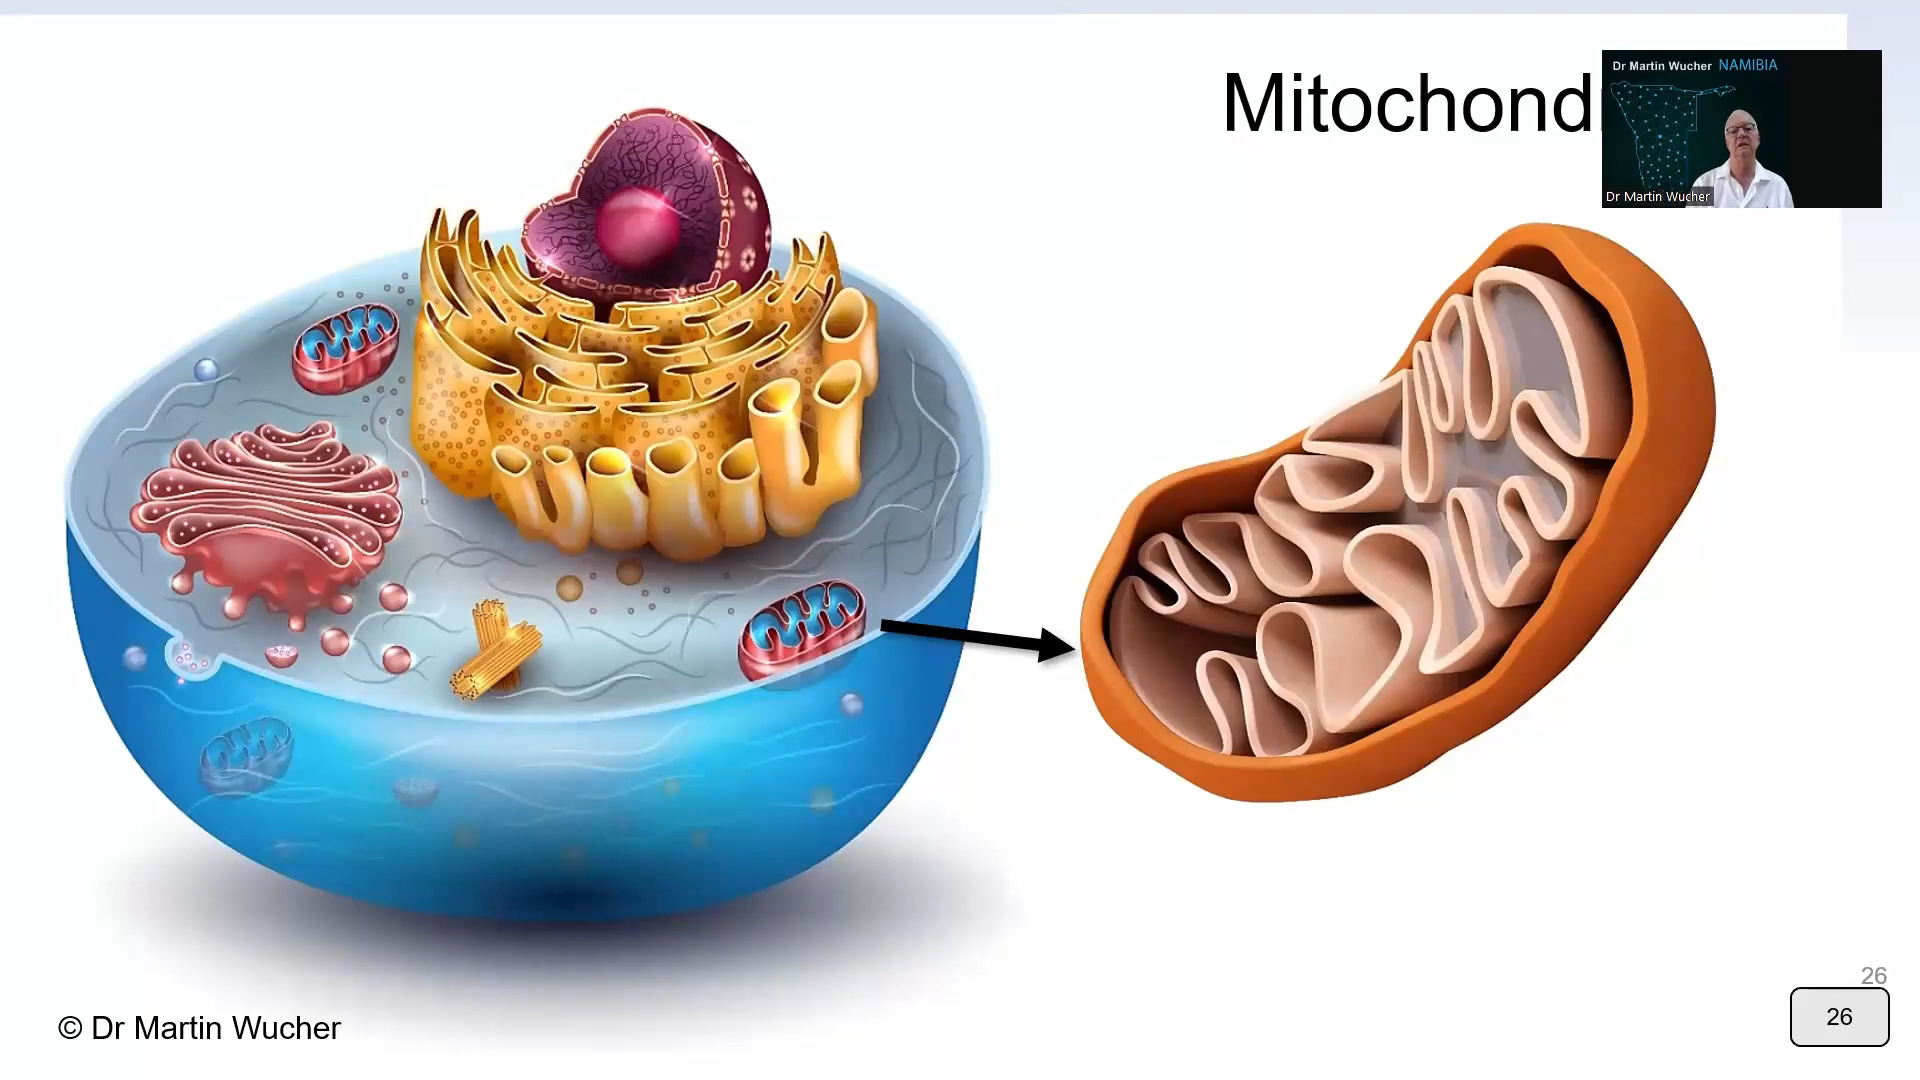 Mitochond
Dr Martin Wucher NAMIBIA
Dr Martin Wucher
26
26
© Dr Martin Wucher